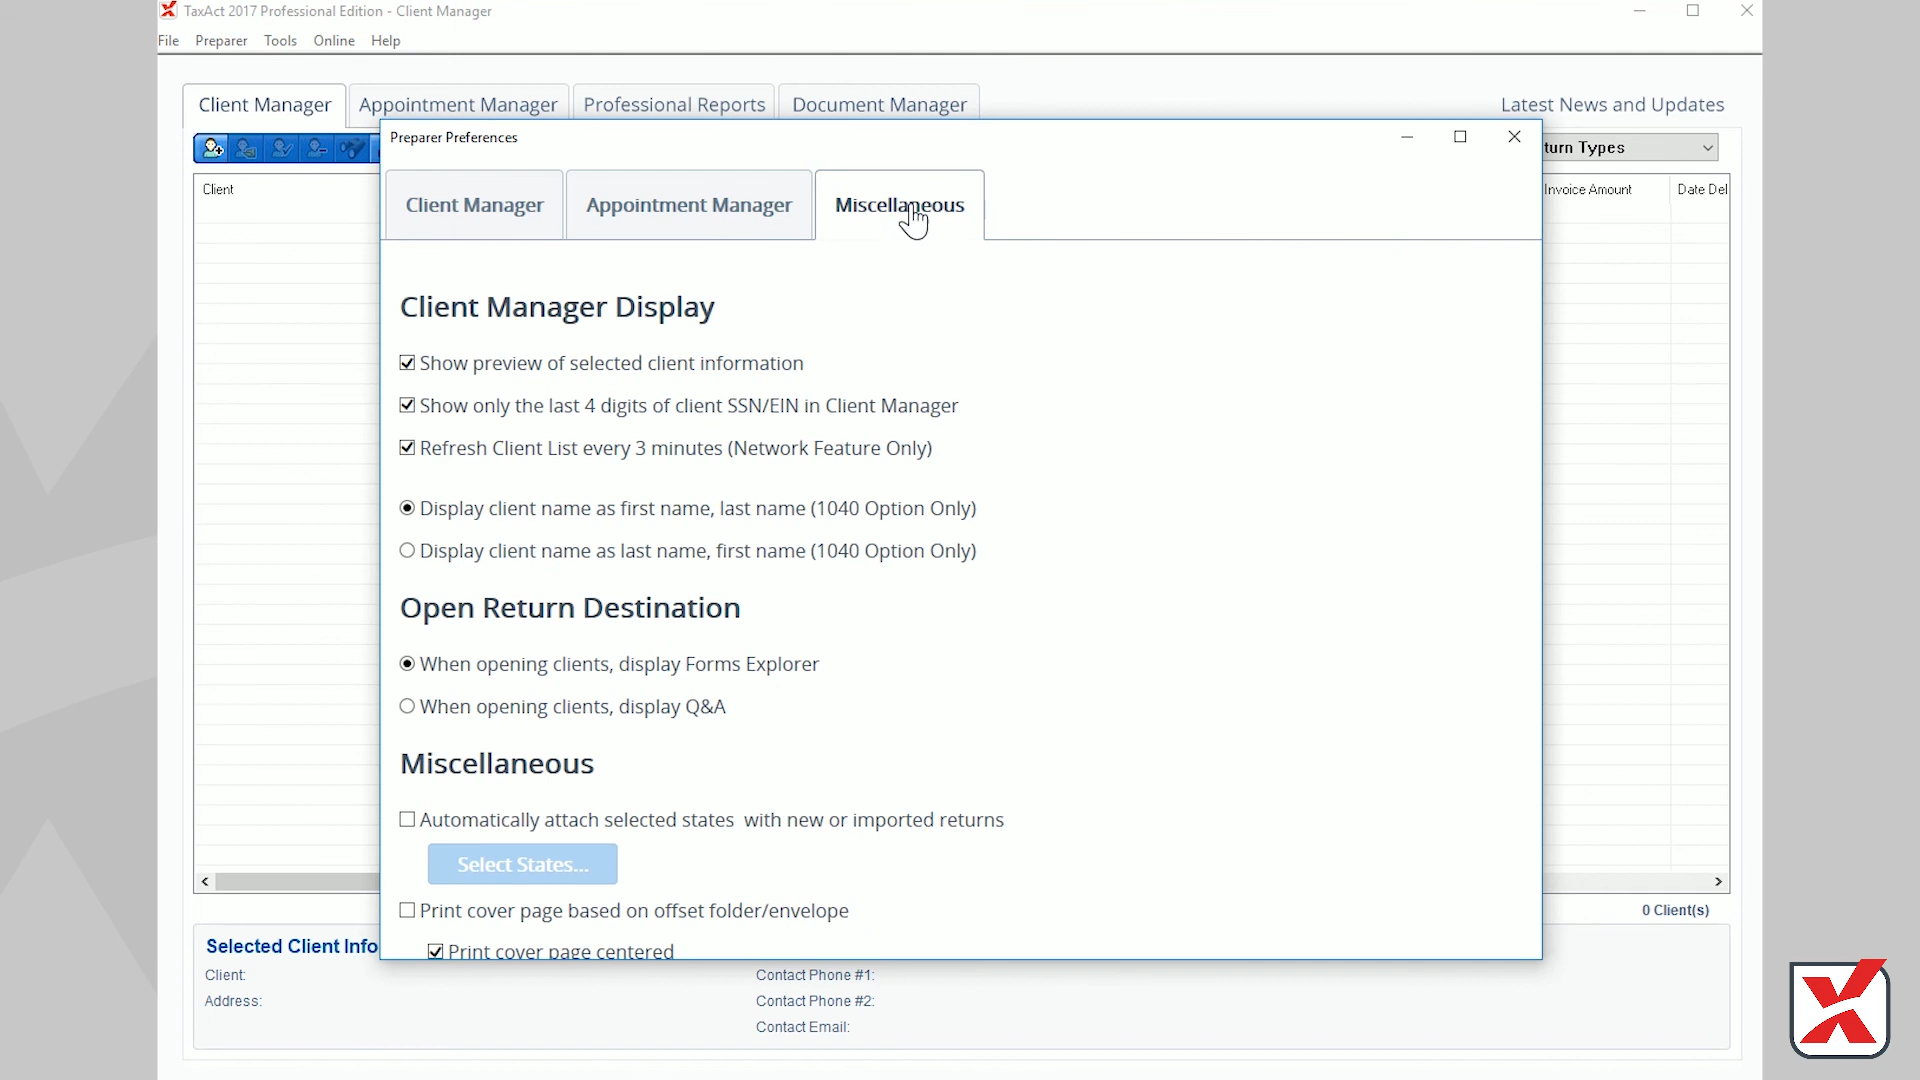 TaxAct 2017 Professional Edition - Client Manager
File Preparer Tools Online Help
Client Manager Appointment Manager Professional Reports Document Manager Latest News and Updates
Preparer Preferences
turn Types
Client
Invoice Amount Date Del
Client Manager Appointment Manager Miscellaneous
Client Manager Display
Show preview of selected client information
Show only the last 4 digits of client SSN/EIN in Client Manager
Refresh Client List every 3 minutes (Network Feature Only)
Display client name as first name, last name (1040 Option Only)
Display client name as last name, first name (1040 Option Only)
Open Return Destination
When opening clients, display Forms Explorer
When opening clients, display Q&A
Miscellaneous
Automatically attach selected states with new or imported returns
Select States...
Print cover page based on offset folder/envelope
Print cover page centered
0 Client(s)
Selected Client Info
Client: Contact Phone #1:
Address: Contact Phone #2:
Contact Email: